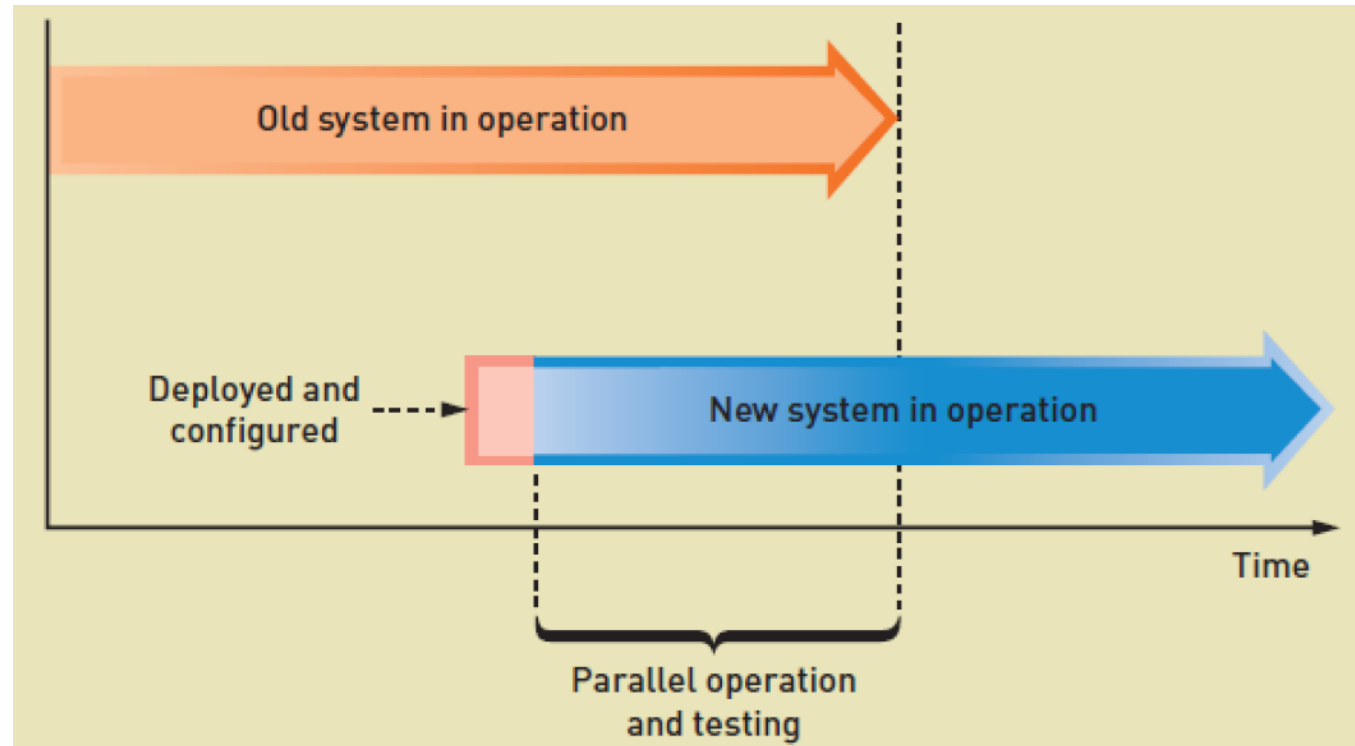 Old system in operation
Deployed and
configured
New system in operation
Time
Parallel operation
and testing